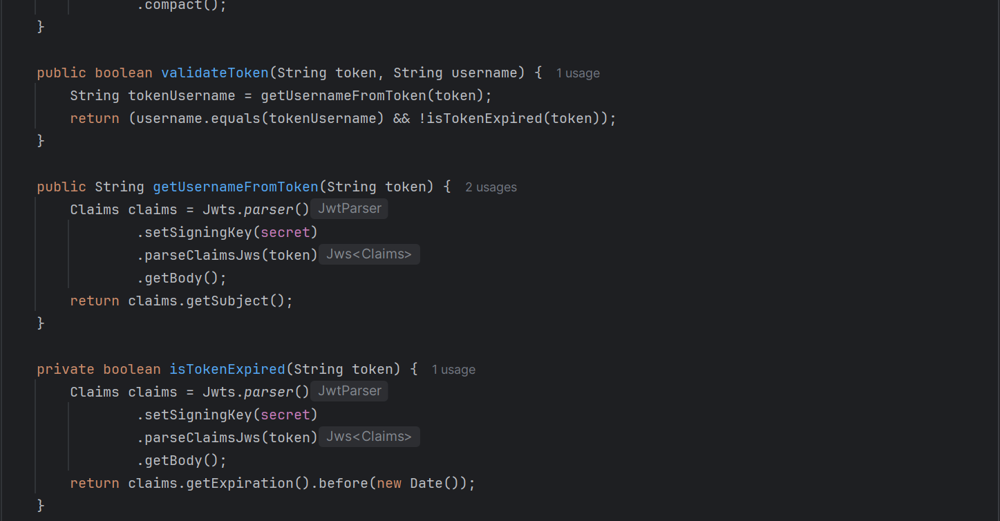 .compact();
}
public boolean validateToken(String token, String username) { 1 usage
String tokenUsername = getUsernameFromToken(token);
return (username.equals(tokenUsername) && !isTokenExpired(token));
}
public String getUsernameFromToken(String token) { 2 usages
Claims claims = Jwts.parser() JwtParser
.setSigningKey(secret)
.parseClaimsJws(token) Jws<Claims>
.getBody();
return claims.getSubject();
}
private boolean isTokenExpired(String token) { 1 usage
Claims claims = Jwts.parser() JwtParser
.setSigningKey(secret)
.parseClaimsJws(token) Jws<Claims>
.getBody();
return claims.getExpiration().before(new Date());
}